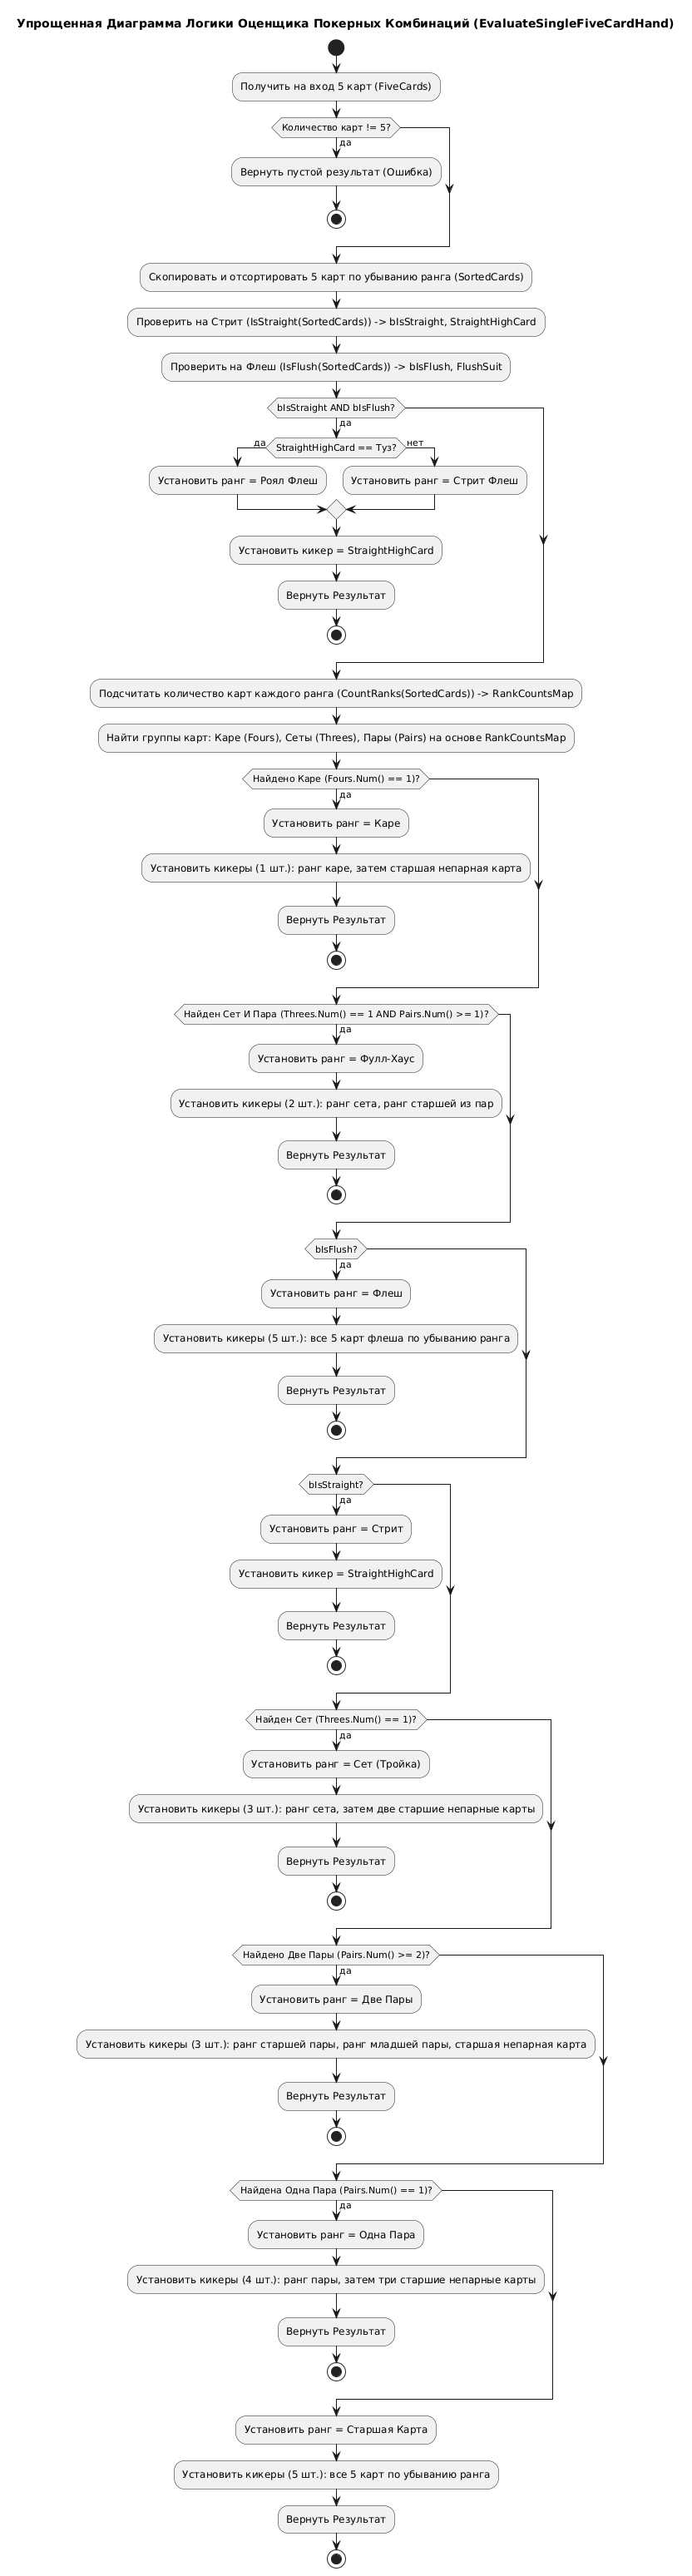 Упрощенная Диаграмма Логики Оценщика Покерных Комбинаций (EvaluateSingleFiveCardHand)
Получить на вход 5 карт (FiveCards)
Количество карт != 5?
да
Вернуть пустой результат (Ошибка)
Скопировать и отсортировать 5 карт по убыванию ранга (SortedCards)
Проверить на Стрит (IsStraight(SortedCards)) -> bIsStraight, StraightHighCard
Проверить на Флеш (IsFlush(SortedCards)) -> bIsFlush, FlushSuit
bIsStraight AND bIsFlush?
да
да
StraightHighCard == Туз?
нет
Установить ранг = Роял Флеш
Установить ранг = Стрит Флеш
Установить кикер = StraightHighCard
Вернуть Результат
Подсчитать количество карт каждого ранга (CountRanks(SortedCards)) -> RankCountsMap
Найти группы карт: Каре (Fours), Сеты (Threes), Пары (Pairs) на основе RankCountsMap
Найдено Каре (Fours.Num() == 1)?
да
Установить ранг = Каре
Установить кикеры (1 шт.): ранг каре, затем старшая непарная карта
Вернуть Результат
Найден Сет И Пара (Threes.Num() == 1 AND Pairs.Num() >= 1)?
да
Установить ранг = Фулл-Хаус
Установить кикеры (2 шт.): ранг сета, ранг старшей из пар
Вернуть Результат
bIsFlush?
да
Установить ранг = Флеш
Установить кикеры (5 шт.): все 5 карт флеша по убыванию ранга
Вернуть Результат
bIsStraight?
да
Установить ранг = Стрит
Установить кикер = StraightHighCard
Вернуть Результат
Найден Сет (Threes.Num() == 1)?
да
Установить ранг = Сет (Тройка)
Установить кикеры (3 шт.): ранг сета, затем две старшие непарные карты
Вернуть Результат
Найдено Две Пары (Pairs.Num() >= 2)?
да
Установить ранг = Две Пары
Установить кикеры (3 шт.): ранг старшей пары, ранг младшей пары, старшая непарная карта
Вернуть Результат
Найдена Одна Пара (Pairs.Num() == 1)?
да
Установить ранг = Одна Пара
Установить кикеры (4 шт.): ранг пары, затем три старшие непарные карты
Вернуть Результат
Установить ранг = Старшая Карта
Установить кикеры (5 шт.): все 5 карт по убыванию ранга
Вернуть Результат